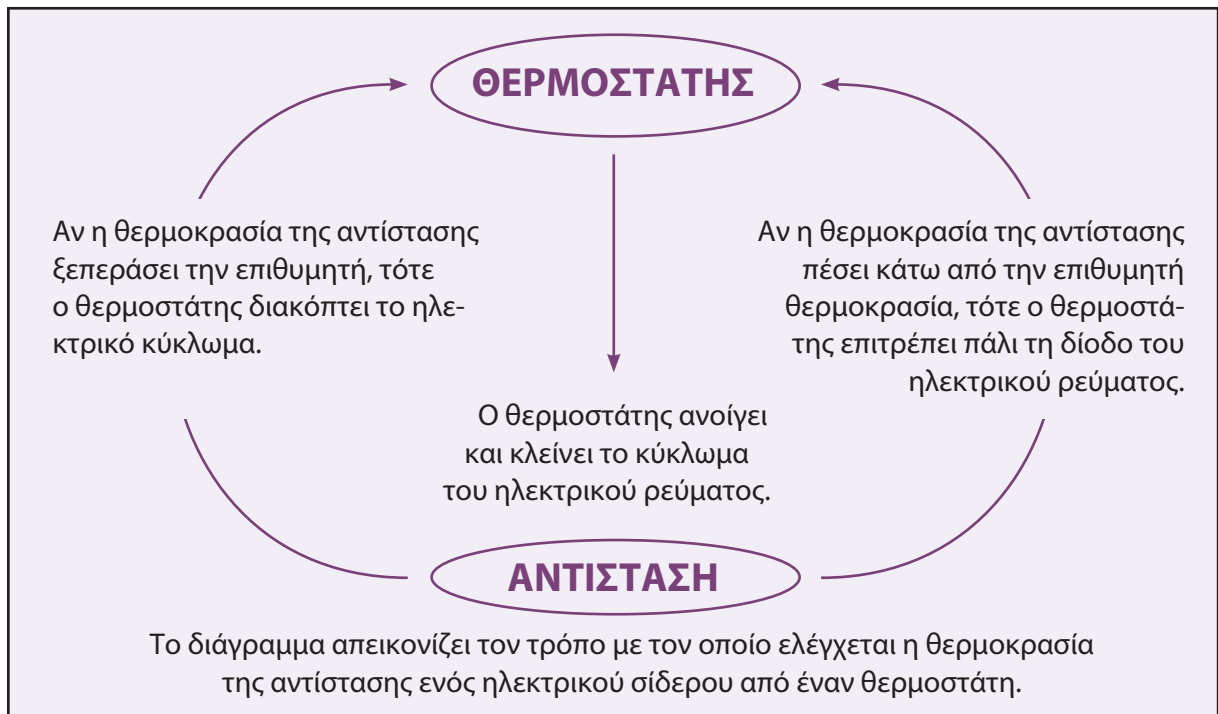 ΘΕΡΜΟΣΤΑΤΗΣ
Αν η θερμοκρασία της αντίστασης
ξεπεράσει την επιθυμητή, τότε
ο θερμοστάτης διακόπτει το ηλε-
κτρικό κύκλωμα.
Αν η θερμοκρασία της αντίστασης
πέσει κάτω από την επιθυμητή
θερμοκρασία, τότε ο θερμοστά-
της επιτρέπει πάλι τη δίοδο του
ηλεκτρικού ρεύματος.
Ο θερμοστάτης ανοίγει
και κλείνει το κύκλωμα
του ηλεκτρικού ρεύματος.
ΑΝΤΙΣΤΑΣΗ
Το διάγραμμα απεικονίζει τον τρόπο με τον οποίο ελέγχεται η θερμοκρασία
της αντίστασης ενός ηλεκτρικού σίδερου από έναν θερμοστάτη.